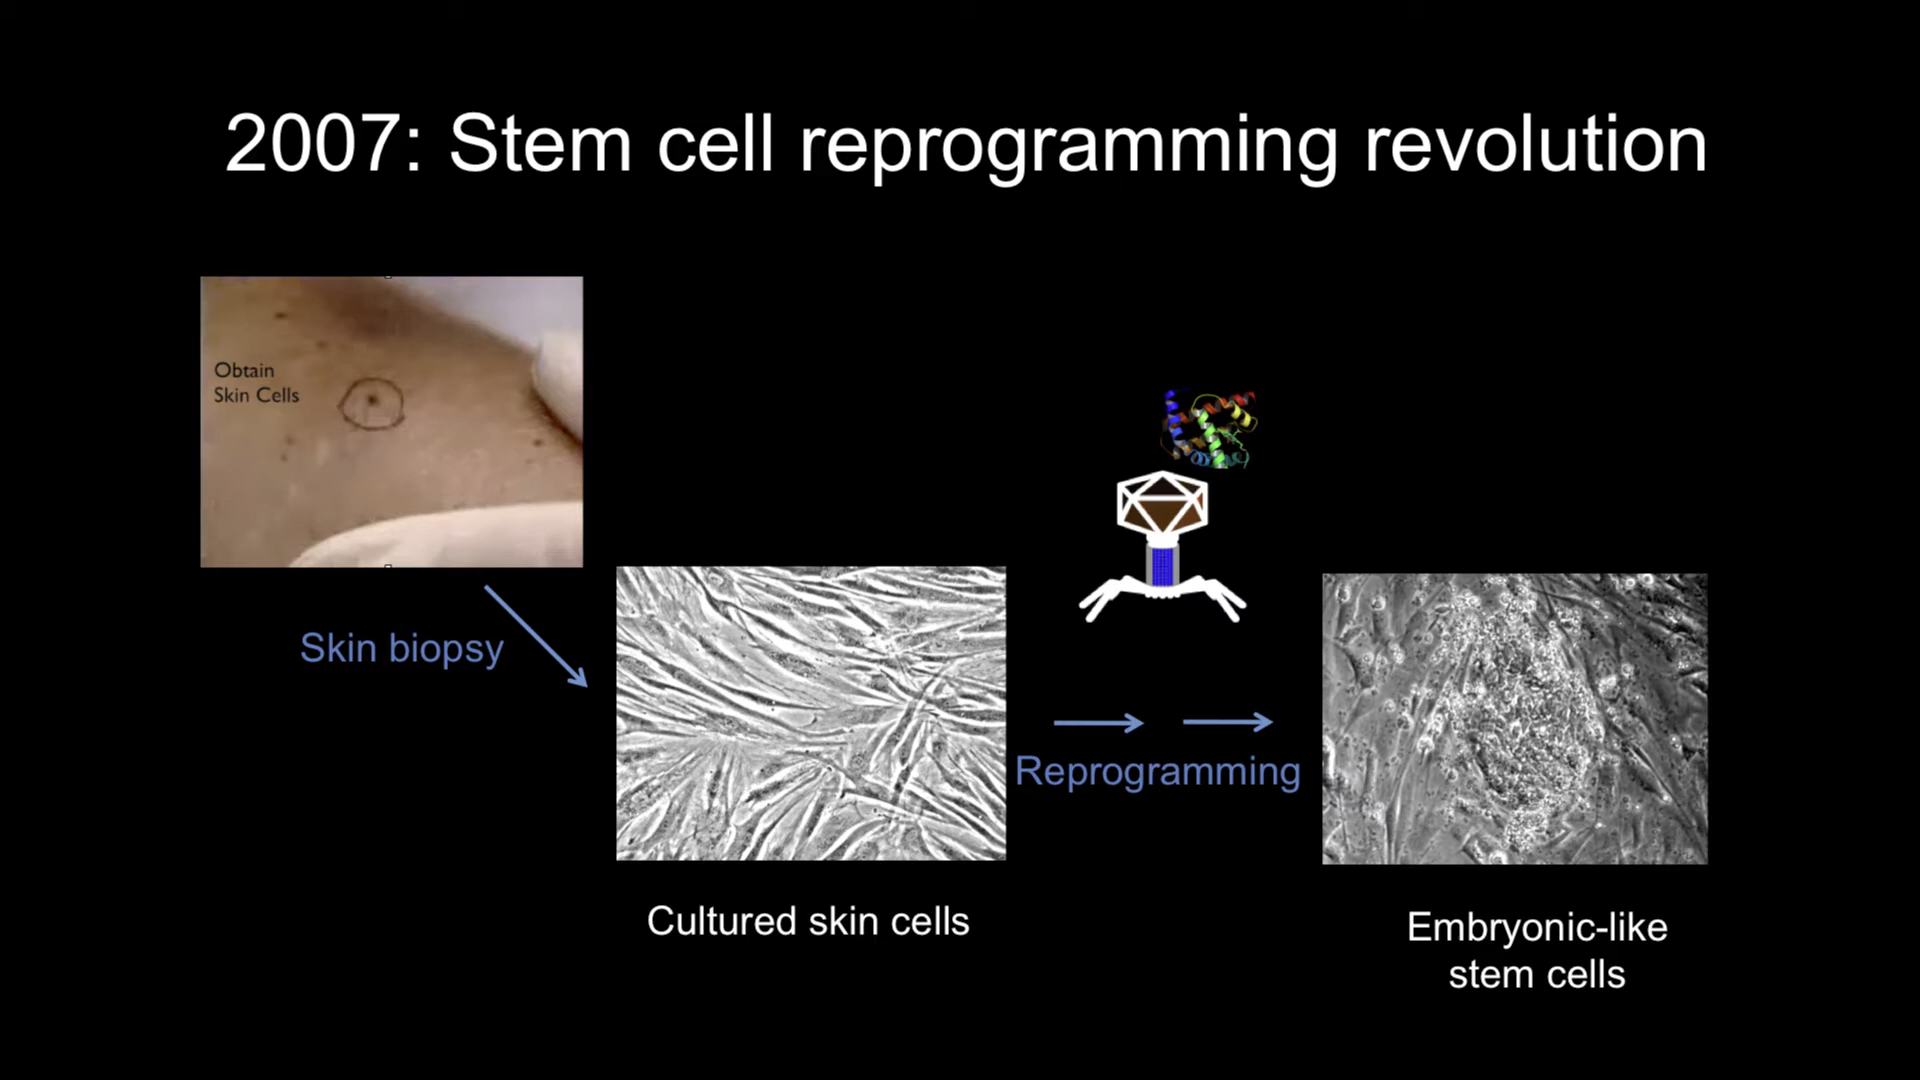 2007: Stem cell reprogramming revolution
Obtain
Skin Cells
Skin biopsy
Reprogramming
Cultured skin cells
Embryonic-like
stem cells